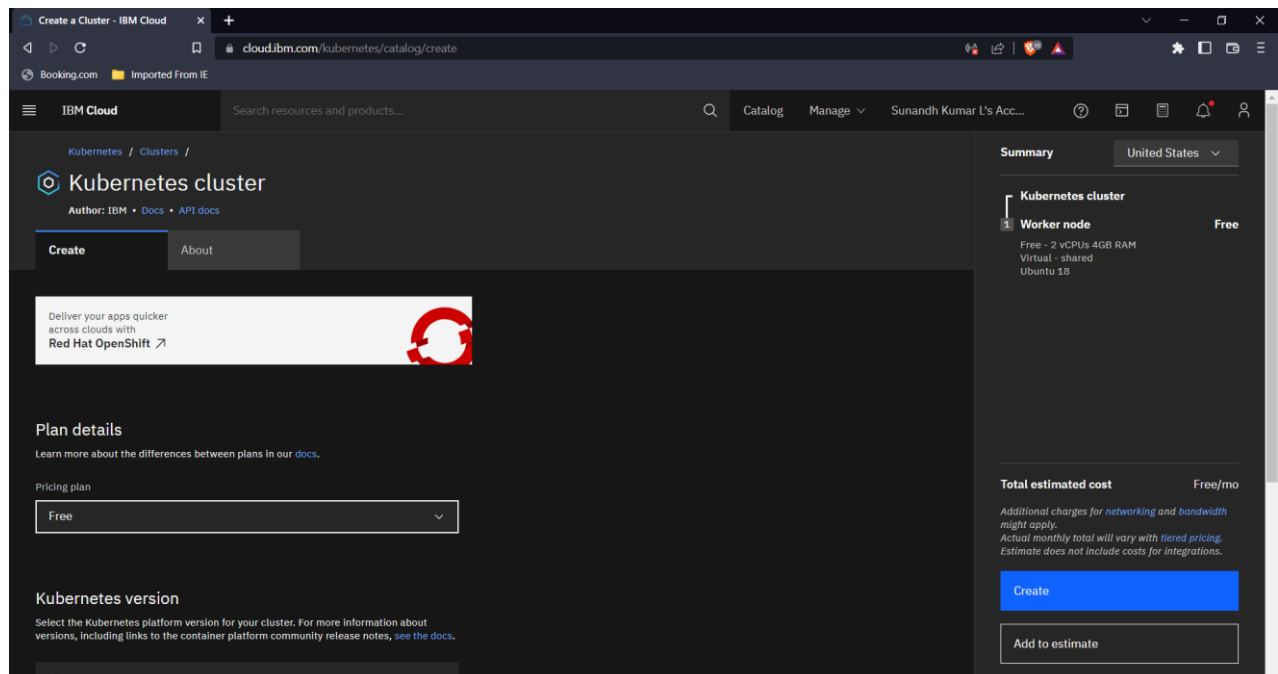 Create a Cluster - IBM Cloud
cloud.ibm.com/kubernetes/catalog/create
Booking.com Imported From IE
IBM Cloud Search resources and products... Catalog Manage Sunandh Kumar L's Acc...
Kubernetes / Clusters /
Kubernetes cluster
Author: IBM • Docs • API docs
Create About
Deliver your apps quicker
across clouds with
Red Hat OpenShift
Plan details
Learn more about the differences between plans in our docs.
Pricing plan
Free
Kubernetes version
Select the Kubernetes platform version for your cluster. For more information about
versions, including links to the container platform community release notes, see the docs.
Summary United States
Kubernetes cluster
1 Worker node Free
Free - 2 vCPUs 4GB RAM
Virtual - shared
Ubuntu 18
Total estimated cost Free/mo
Additional charges for networking and bandwidth
might apply.
Actual monthly total will vary with tiered pricing.
Estimate does not include costs for integrations.
Create
Add to estimate